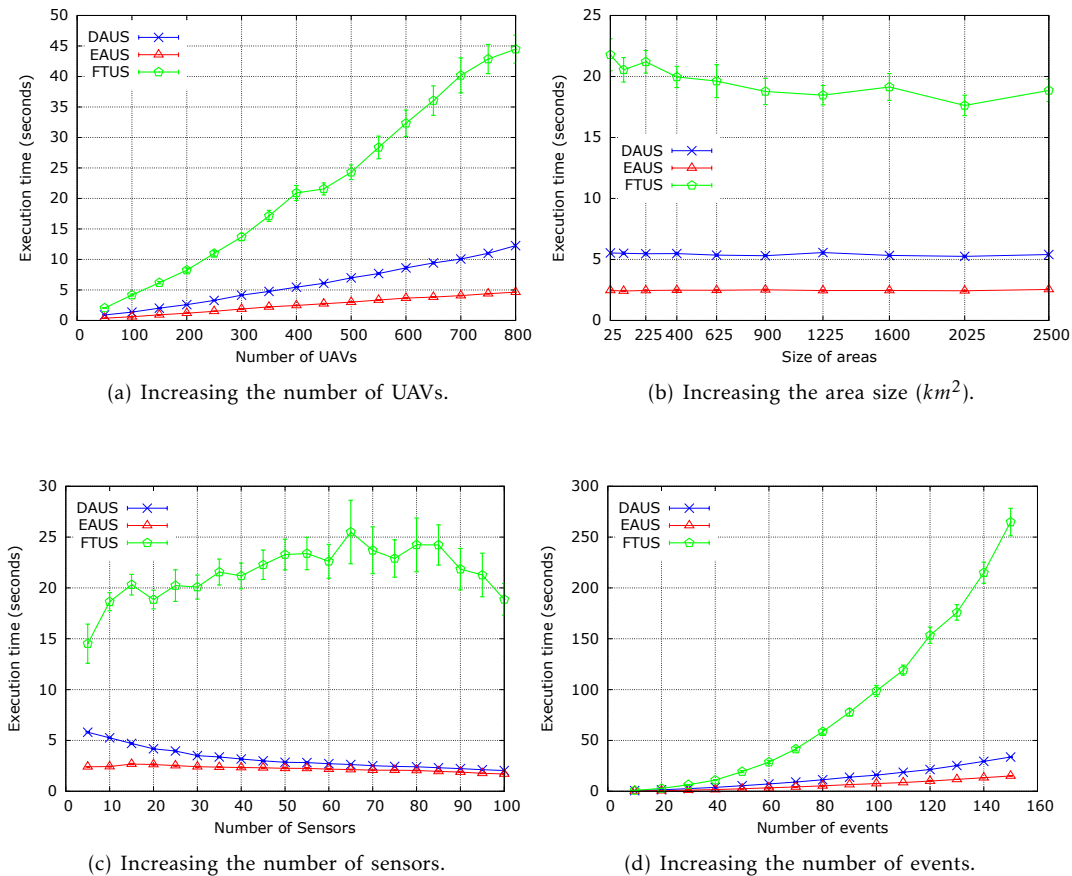 50
45
40
35
30
25
20
15
10
5
0
Execution time (seconds)
DAUS
EAUS
FTUS
0 100 200 300 400 500 600 700 800
Number of UAVs
(a) Increasing the number of UAVs.
25
20
15
10
5
0
Execution time (seconds)
DAUS
EAUS
FTUS
25 225 400 625 900 1225 1600 2025 2500
Size of areas
(b) Increasing the area size (km²).
30
25
20
15
10
5
0
Execution time (seconds)
DAUS
EAUS
FTUS
0 10 20 30 40 50 60 70 80 90 100
Number of Sensors
(c) Increasing the number of sensors.
300
250
200
150
100
50
0
Execution time (seconds)
DAUS
EAUS
FTUS
0 20 40 60 80 100 120 140 160
Number of events
(d) Increasing the number of events.